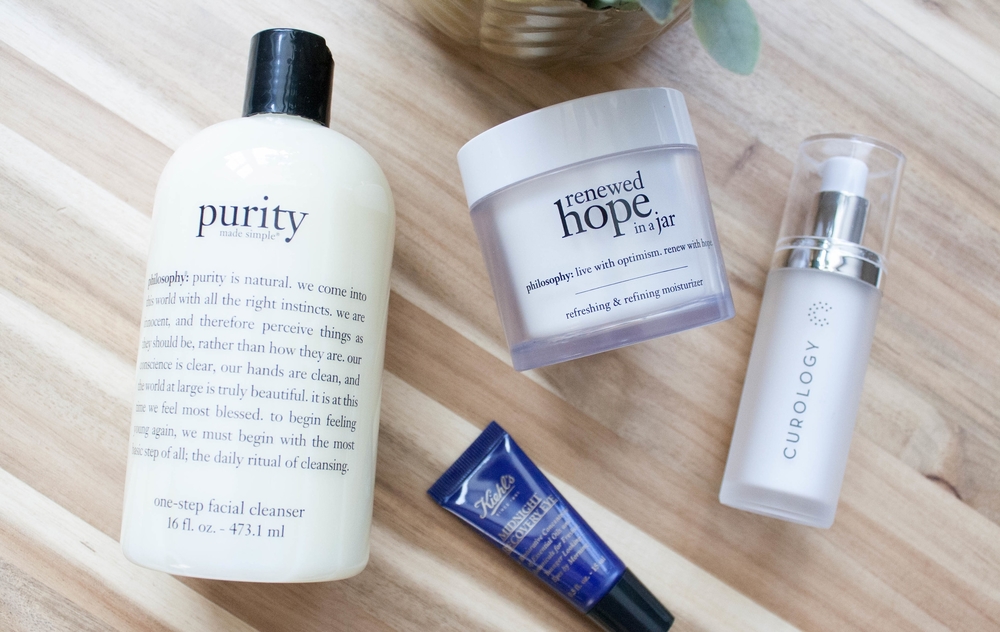 purity
made simple®
philosophy: purity is natural. we come into
this world with all the right instincts. we are
innocent, and therefore perceive things as
they should be, rather than how they are. our
conscience is clear, our hands are clean, and
the world at large is truly beautiful. it is at this
time we feel most blessed. to begin feeling
young again, we must begin with the most
basic step of all; the daily ritual of cleansing.
one-step facial cleanser
16 fl. oz. - 473.1 ml
renewed
hope
in a jar
philosophy: live with optimism. renew with hope.
refreshing & refining moisturizer
CUROLOGY
Kiehl's
MIDNIGHT
RECOVERY EYE